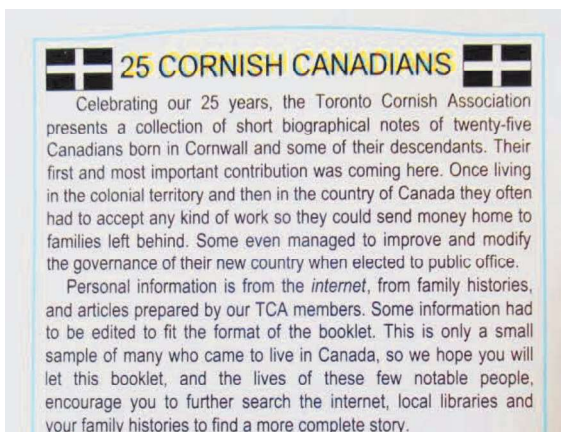 25 CORNISH CANADIANS
Celebrating our 25 years, the Toronto Cornish Association
presents a collection of short biographical notes of twenty-five
Canadians born in Cornwall and some of their descendants. Their
first and most important contribution was coming here. Once living
in the colonial territory and then in the country of Canada they often
had to accept any kind of work so they could send money home to
families left behind. Some even managed to improve and modify
the governance of their new country when elected to public office.
Personal information is from the internet, from family histories,
and articles prepared by our TCA members. Some information had
to be edited to fit the format of the booklet. This is only a small
sample of many who came to live in Canada, so we hope you will
let this booklet, and the lives of these few notable people,
encourage you to further search the internet, local libraries and
your family histories to find a more complete story.